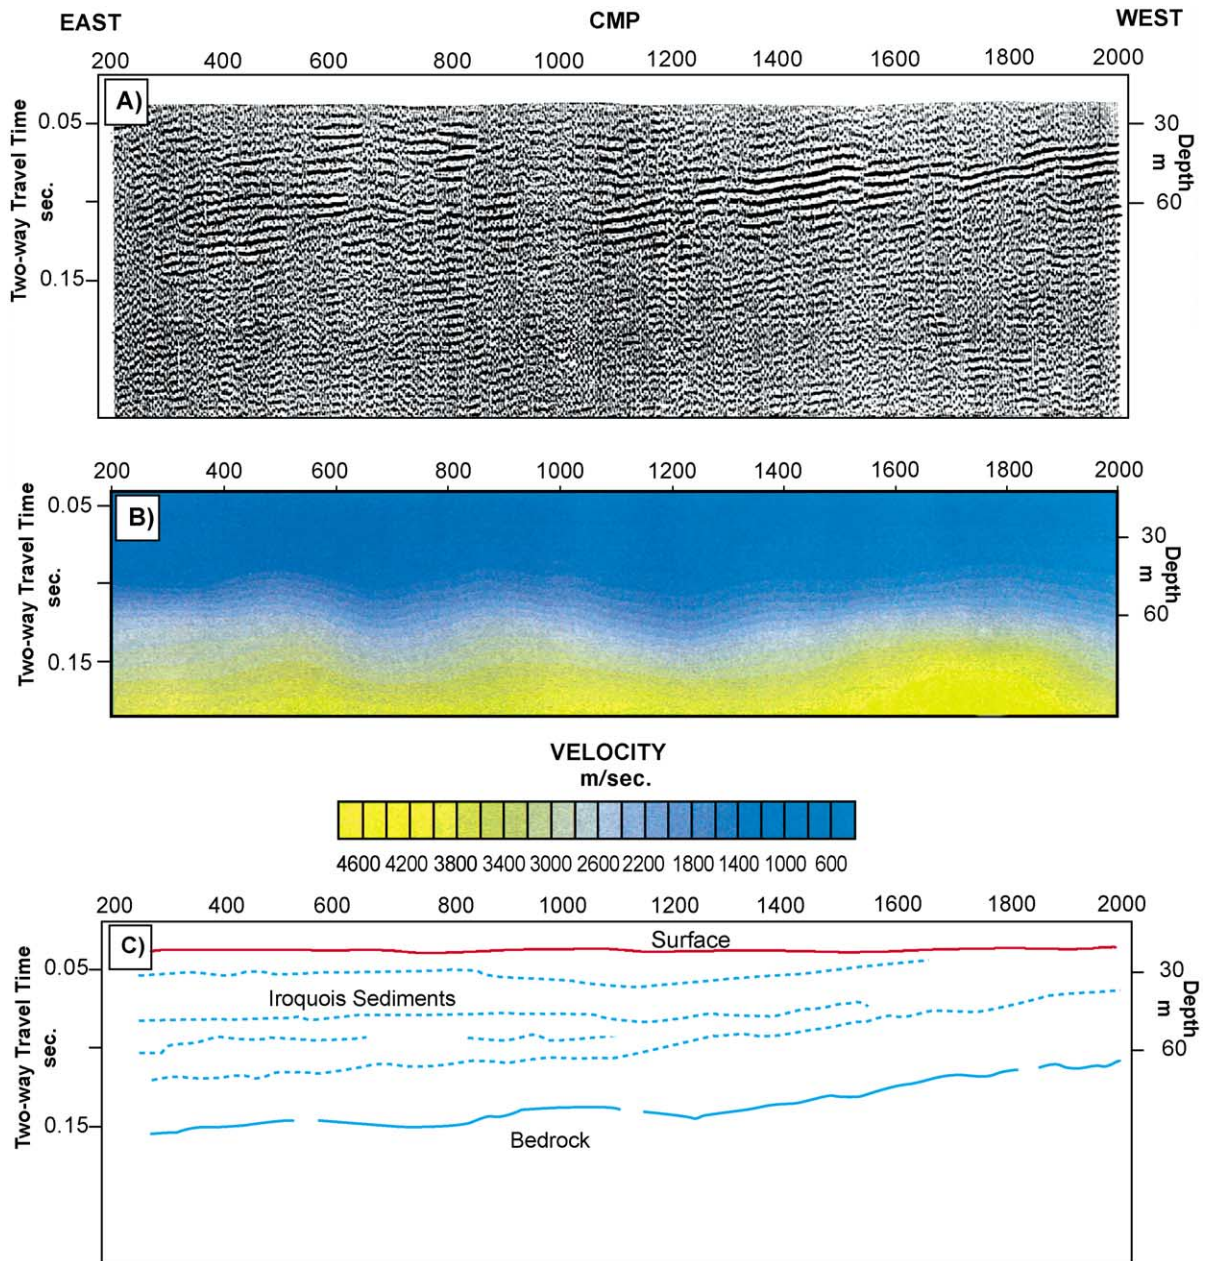 EAST CMP WEST
200 400 600 800 1000 1200 1400 1600 1800 2000
A)
Two-way Travel Time
sec.
0.05
0.15
30
60
Depth
m
200 400 600 800 1000 1200 1400 1600 1800 2000
B)
Two-way Travel Time
sec.
0.05
0.15
30
60
Depth
m
VELOCITY
m/sec.
4600 4200 3800 3400 3000 2600 2200 1800 1400 1000 600
200 400 600 800 1000 1200 1400 1600 1800 2000
C)
Two-way Travel Time
sec.
0.05
0.15
Surface
Iroquois Sediments
Bedrock
30
60
Depth
m